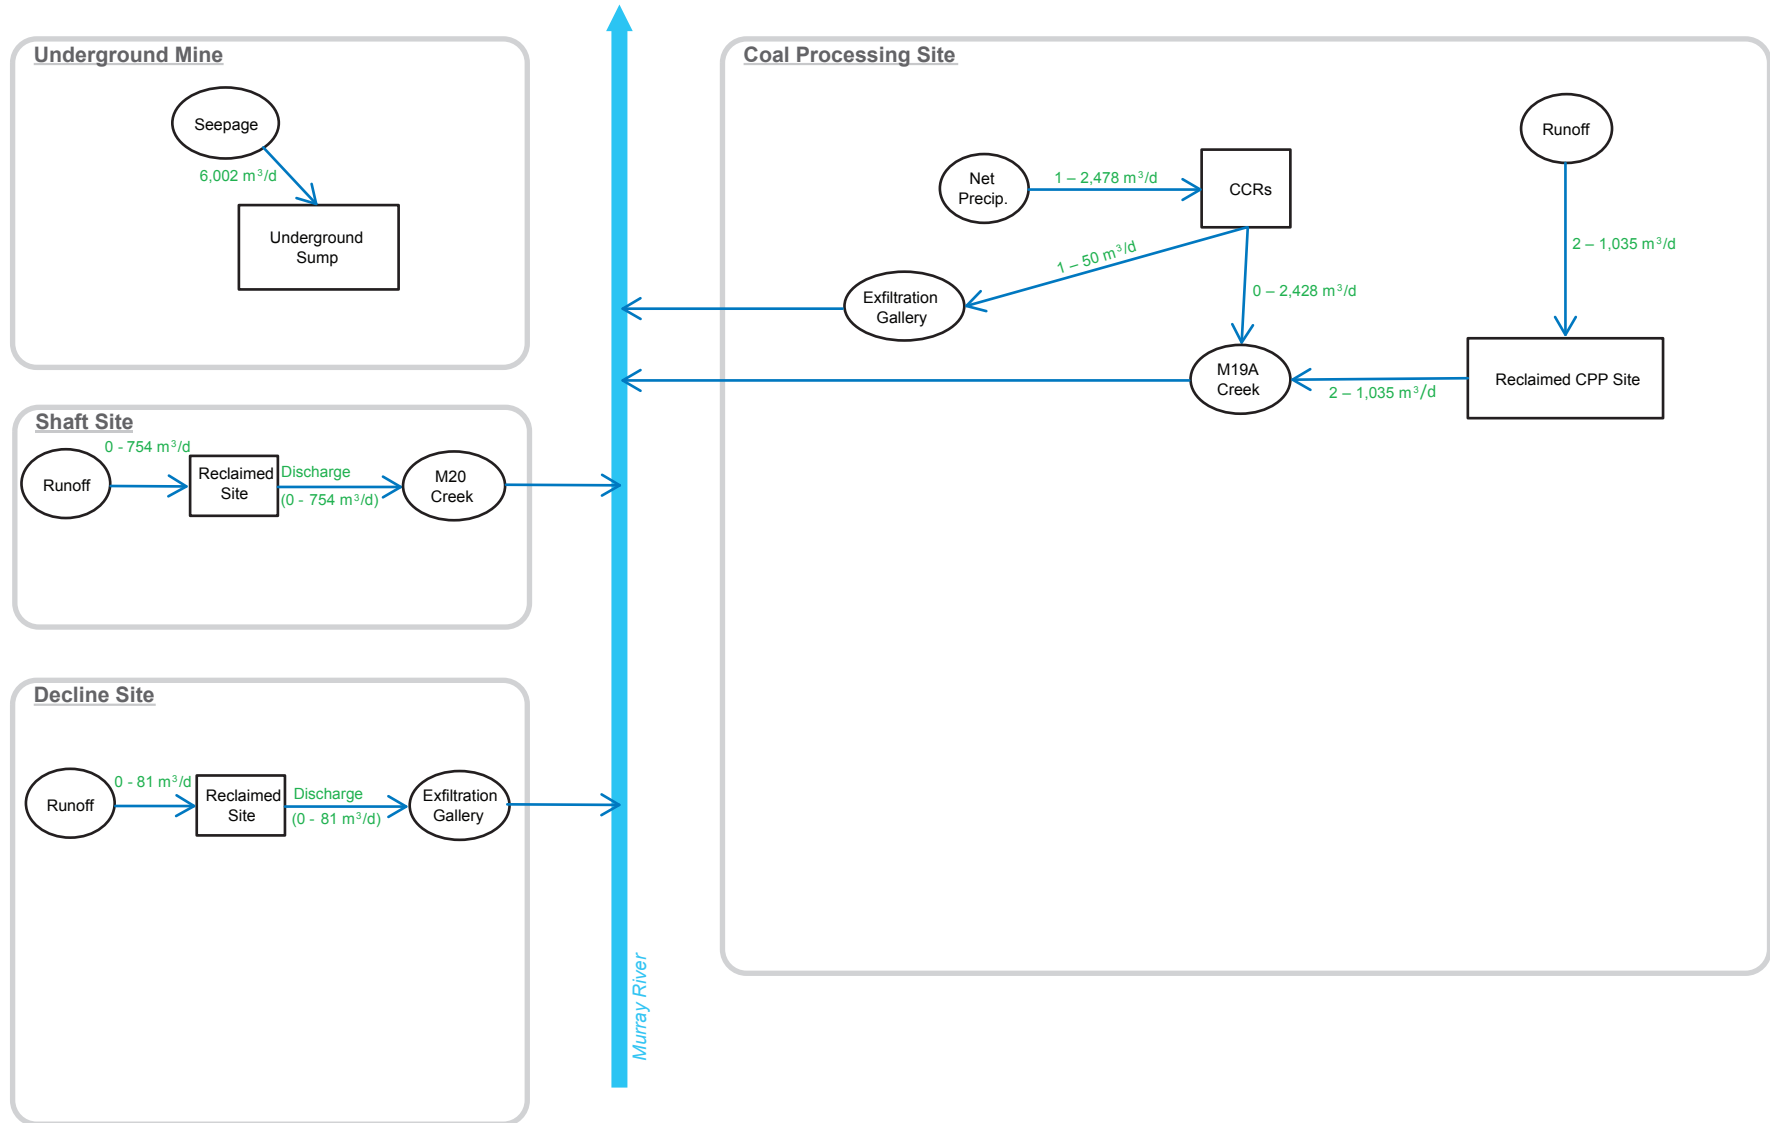 Underground Mine
Seepage
6,002 m³/d
Underground
Sump
Shaft Site
0 - 754 m³/d
Runoff
Reclaimed
Site
Discharge
(0 - 754 m³/d)
M20
Creek
Decline Site
0 - 81 m³/d
Runoff
Reclaimed
Site
Discharge
(0 - 81 m³/d)
Exfiltration
Gallery
Murray River
Coal Processing Site
Runoff
Net
Precip.
1 – 2,478 m³/d
CCRs
2 – 1,035 m³/d
1 – 50 m³/d
0 – 2,428 m³/d
Exfiltration
Gallery
M19A
Creek
2 – 1,035 m³/d
Reclaimed CPP Site